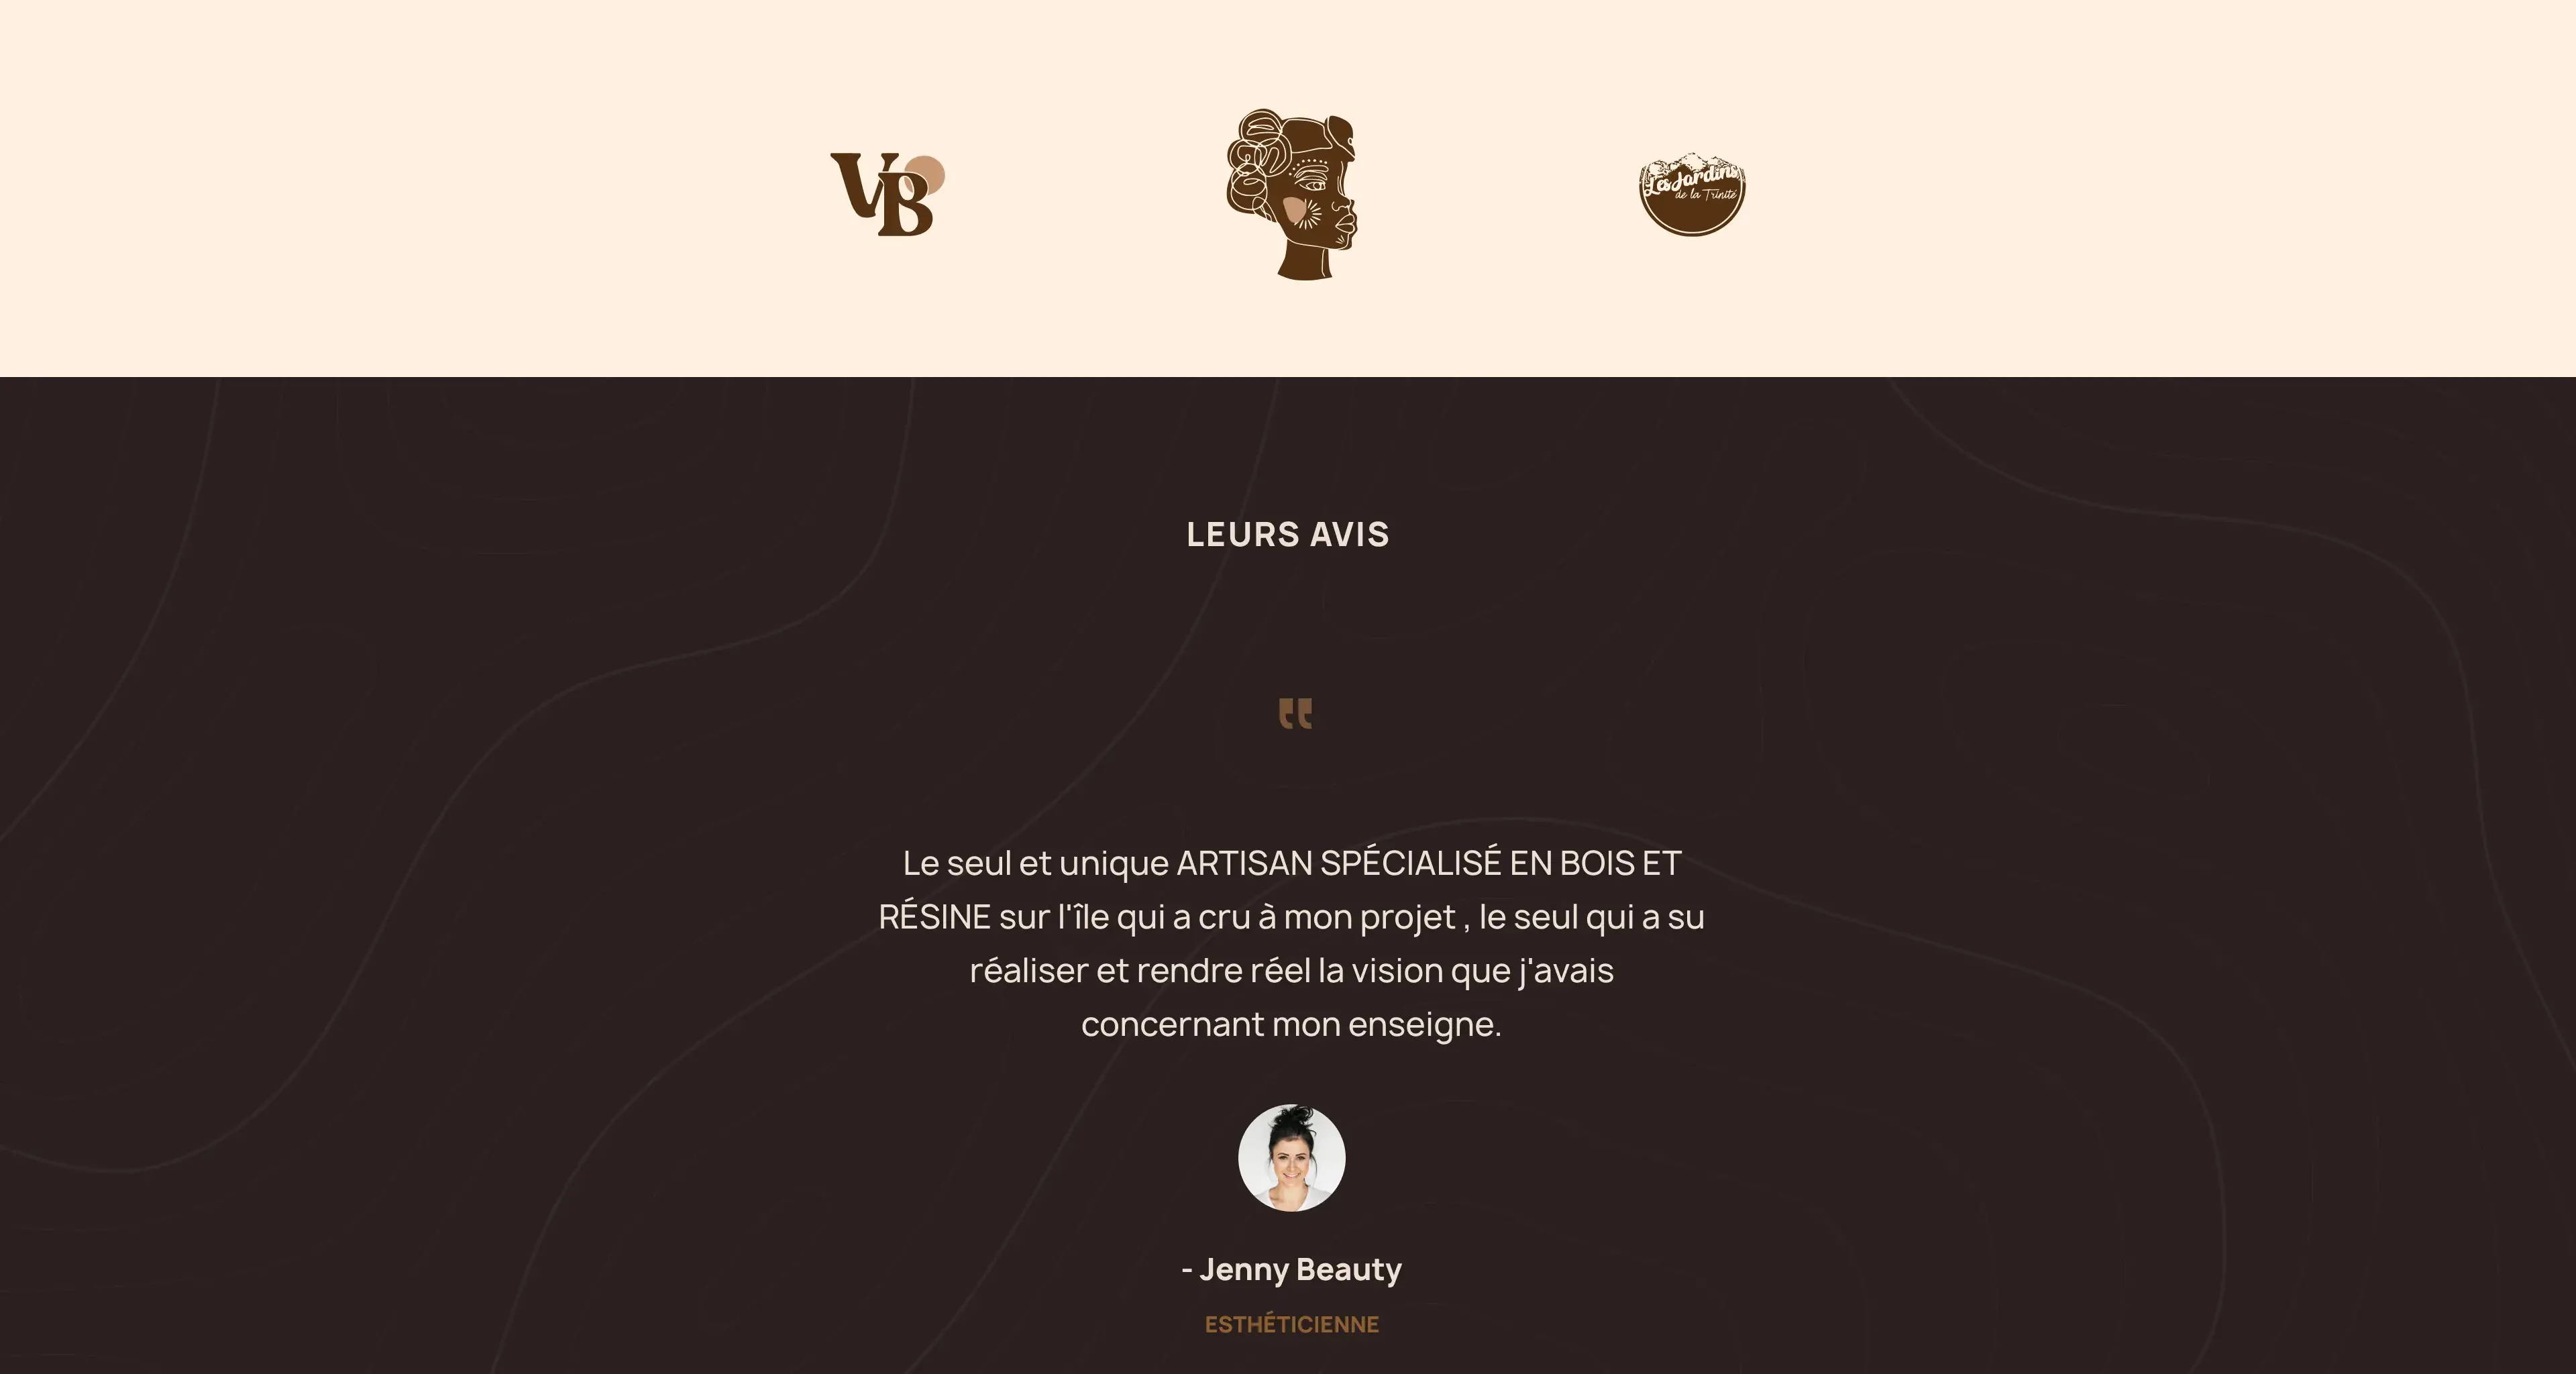 VB
Les Jardins
de la Trinité
LEURS AVIS
"
Le seul et unique ARTISAN SPÉCIALISÉ EN BOIS ET
RÉSINE sur l'île qui a cru à mon projet , le seul qui a su
réaliser et rendre réel la vision que j'avais
concernant mon enseigne.
- Jenny Beauty
ESTHÉTICIENNE